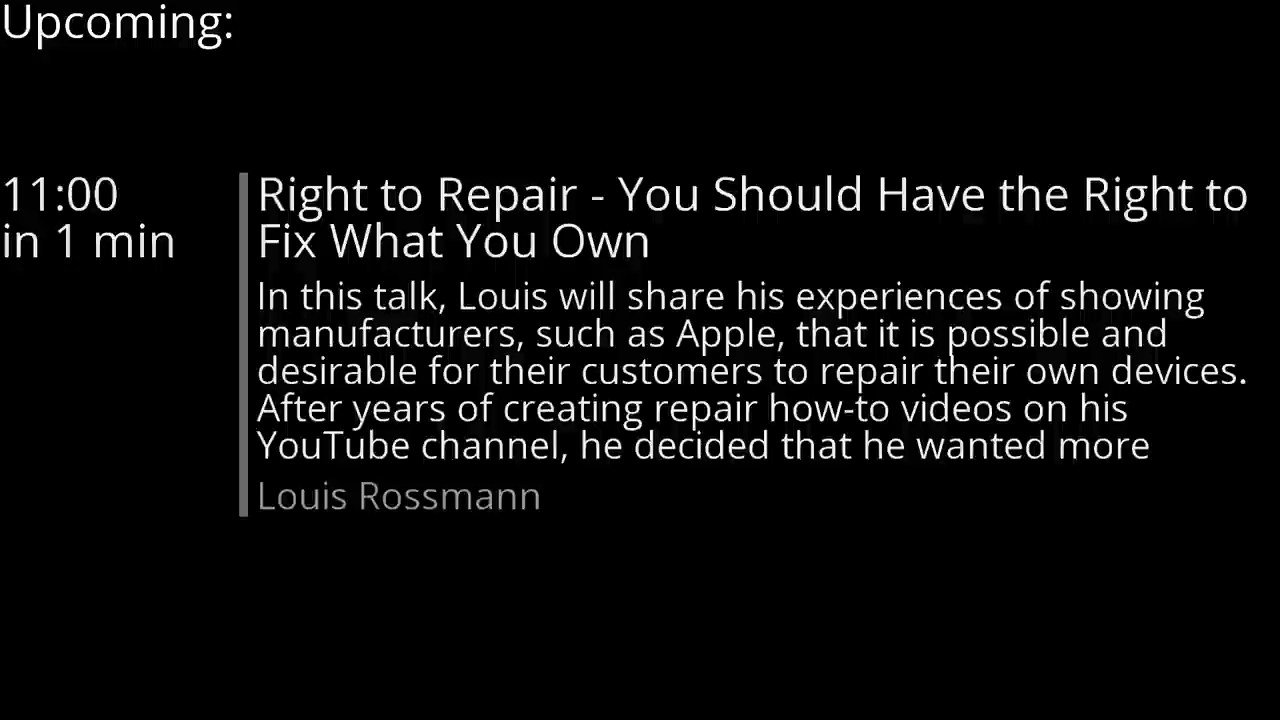 Upcoming:
11:00
in 1 min
Right to Repair - You Should Have the Right to
Fix What You Own
In this talk, Louis will share his experiences of showing
manufacturers, such as Apple, that it is possible and
desirable for their customers to repair their own devices.
After years of creating repair how-to videos on his
YouTube channel, he decided that he wanted more
Louis Rossmann